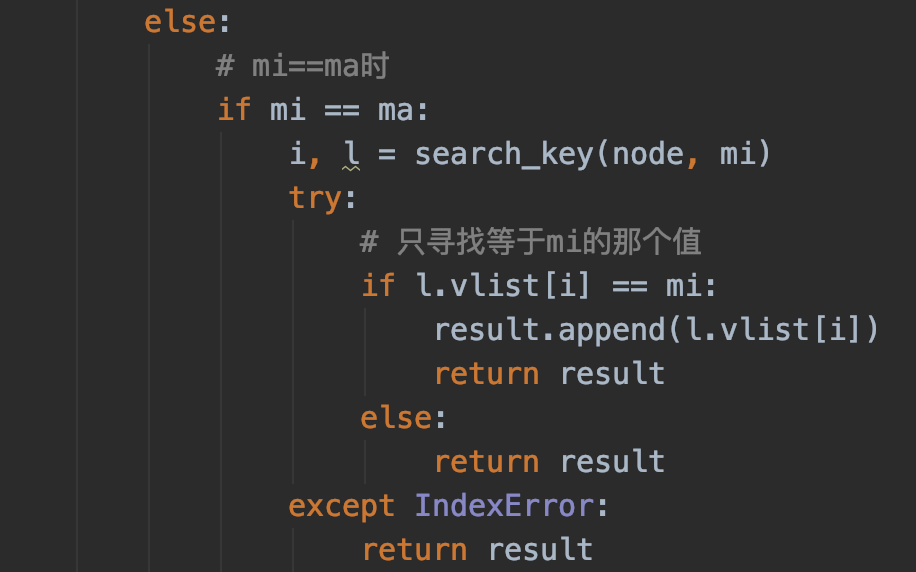 else:
# mi==ma时
if mi == ma:
i, l = search_key(node, mi)
try:
# 只寻找等于mi的那个值
if l.vlist[i] == mi:
result.append(l.vlist[i])
return result
else:
return result
except IndexError:
return result